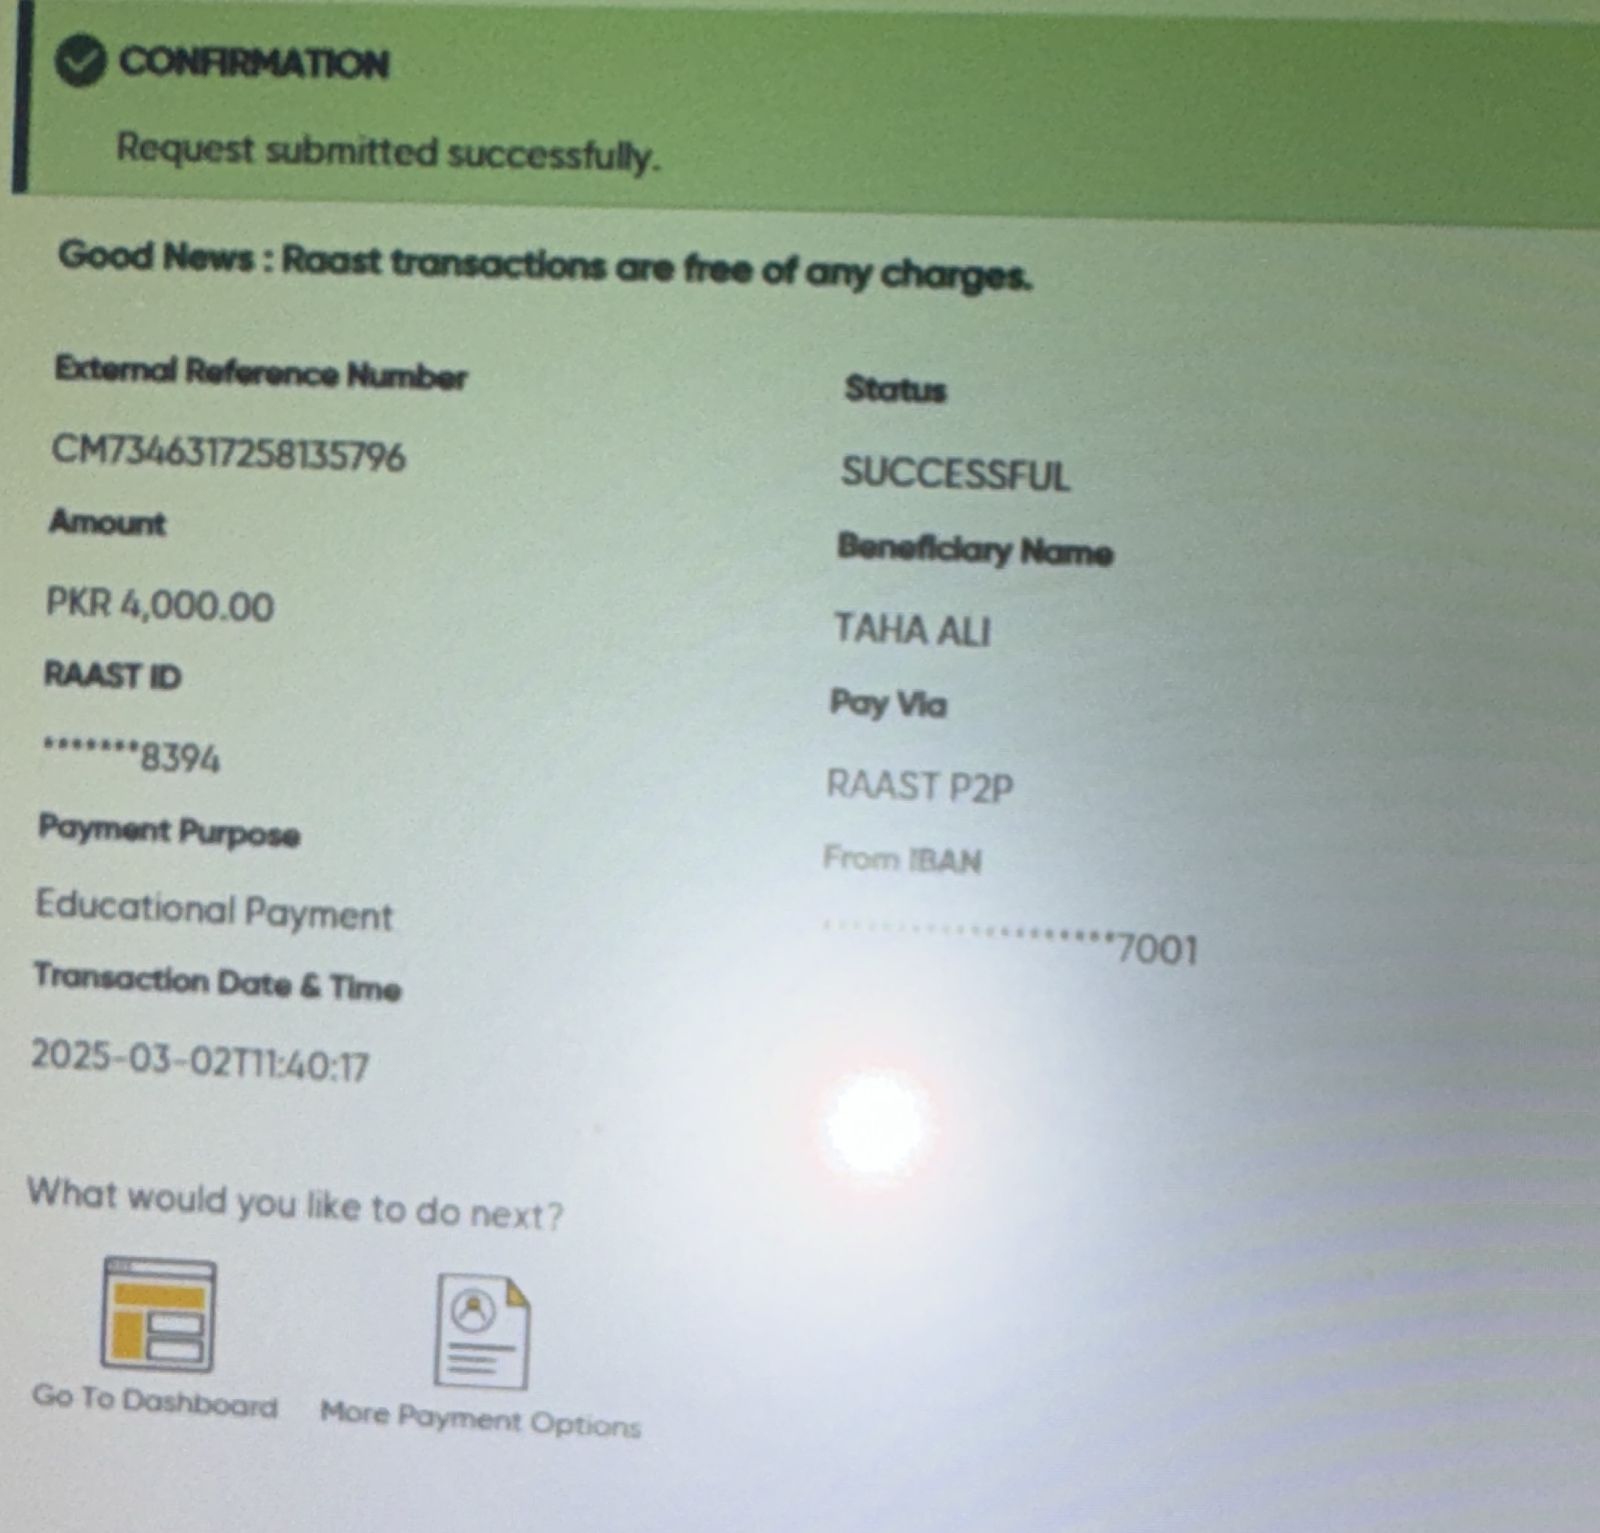 CONFIRMATION
Request submitted successfully.
Good News : Raast transactions are free of any charges.
External Reference Number
CM7346317258135796
Status
SUCCESSFUL
Amount
PKR 4,000.00
Beneficiary Name
TAHA ALI
RAAST ID
*******8394
Pay Via
RAAST P2P
Payment Purpose
Educational Payment
From IBAN
********************7001
Transaction Date & Time
2025-03-02T11:40:17
What would you like to do next?
Go To Dashboard
More Payment Options